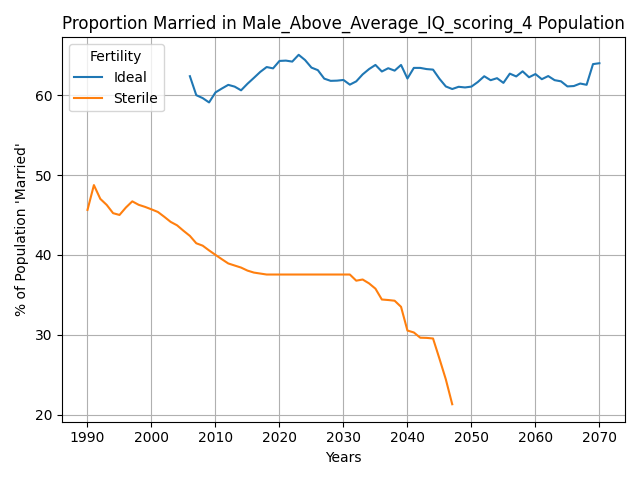 Proportion Married in Male_Above_Average_IQ_scoring_4 Population
Fertility
Ideal
Sterile
% of Population 'Married'
60
50
40
30
20
1990 2000 2010 2020 2030 2040 2050 2060 2070
Years